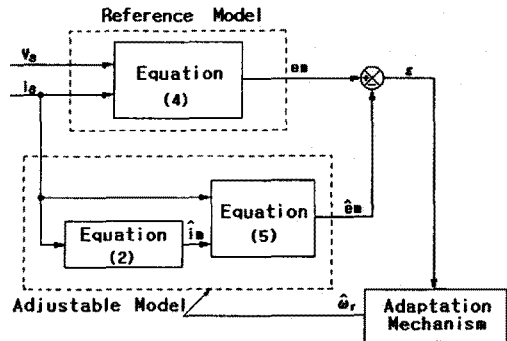 Reference Model
vs
is
Equation
(4)
em
ε
Equation
(5)
êm
Equation
(2)
îm
Adjustable Model
ω̂r
Adaptation
Mechanism